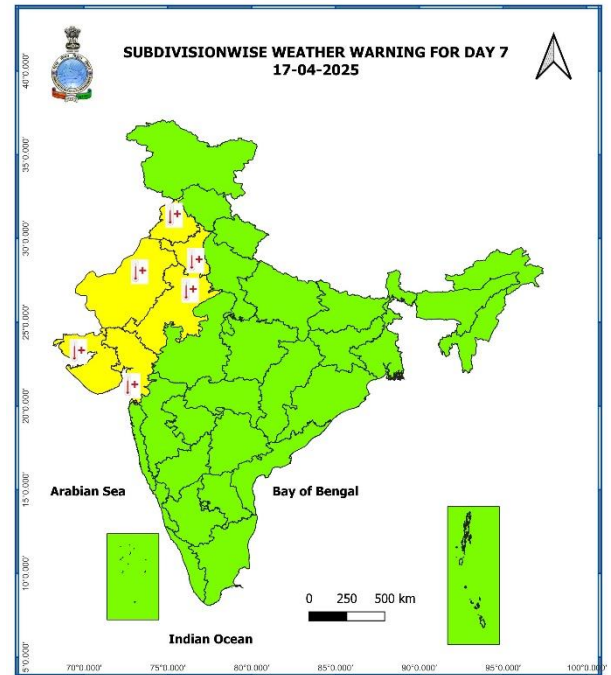 SUBDIVISIONWISE WEATHER WARNING FOR DAY 7
17-04-2025
40°0.000'
35°0.000'
30°0.000'
25°0.000'
20°0.000'
15°0.000'
10°0.000'
5°0.000'
Arabian Sea
Bay of Bengal
0 250 500 km
Indian Ocean
70°0.000' 75°0.000' 80°0.000' 85°0.000' 90°0.000' 95°0.000' 100°0.000'